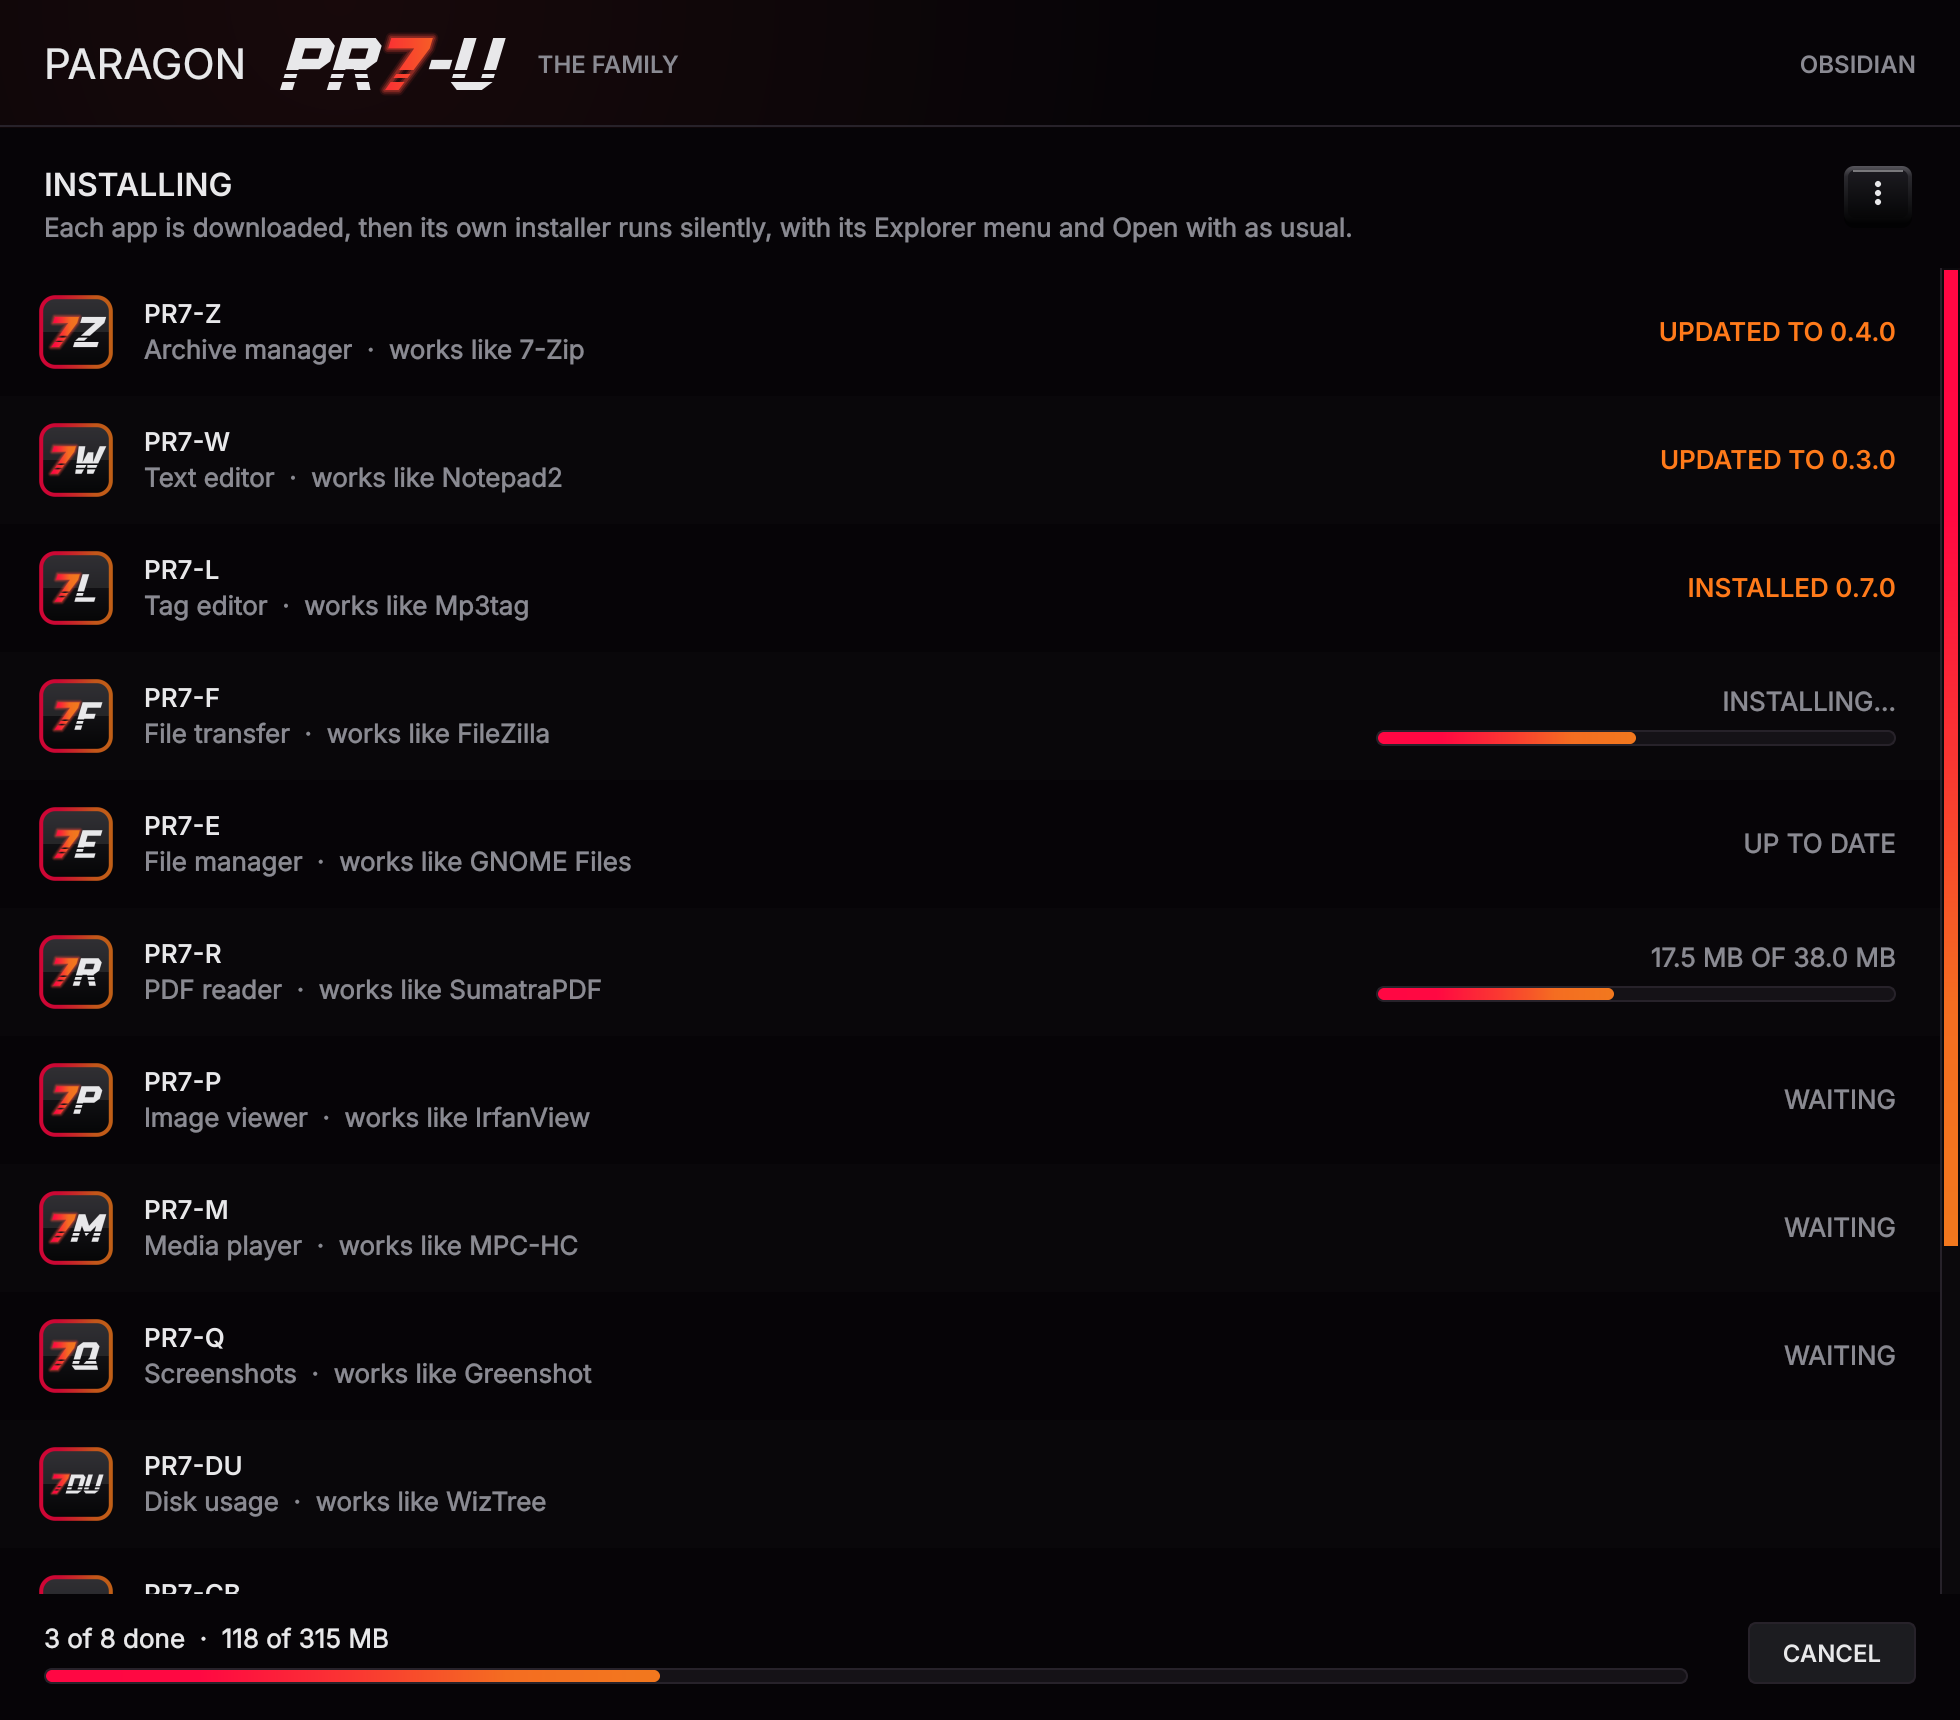 PARAGON PR7-U THE FAMILY OBSIDIAN
INSTALLING
Each app is downloaded, then its own installer runs silently, with its Explorer menu and Open with as usual.
7Z PR7-Z
Archive manager · works like 7-Zip
UPDATED TO 0.4.0
7W PR7-W
Text editor · works like Notepad2
UPDATED TO 0.3.0
7L PR7-L
Tag editor · works like Mp3tag
INSTALLED 0.7.0
7F PR7-F
File transfer · works like FileZilla
INSTALLING...
7E PR7-E
File manager · works like GNOME Files
UP TO DATE
7R PR7-R
PDF reader · works like SumatraPDF
17.5 MB OF 38.0 MB
7P PR7-P
Image viewer · works like IrfanView
WAITING
7M PR7-M
Media player · works like MPC-HC
WAITING
7Q PR7-Q
Screenshots · works like Greenshot
WAITING
7DU PR7-DU
Disk usage · works like WizTree
3 of 8 done · 118 of 315 MB
CANCEL